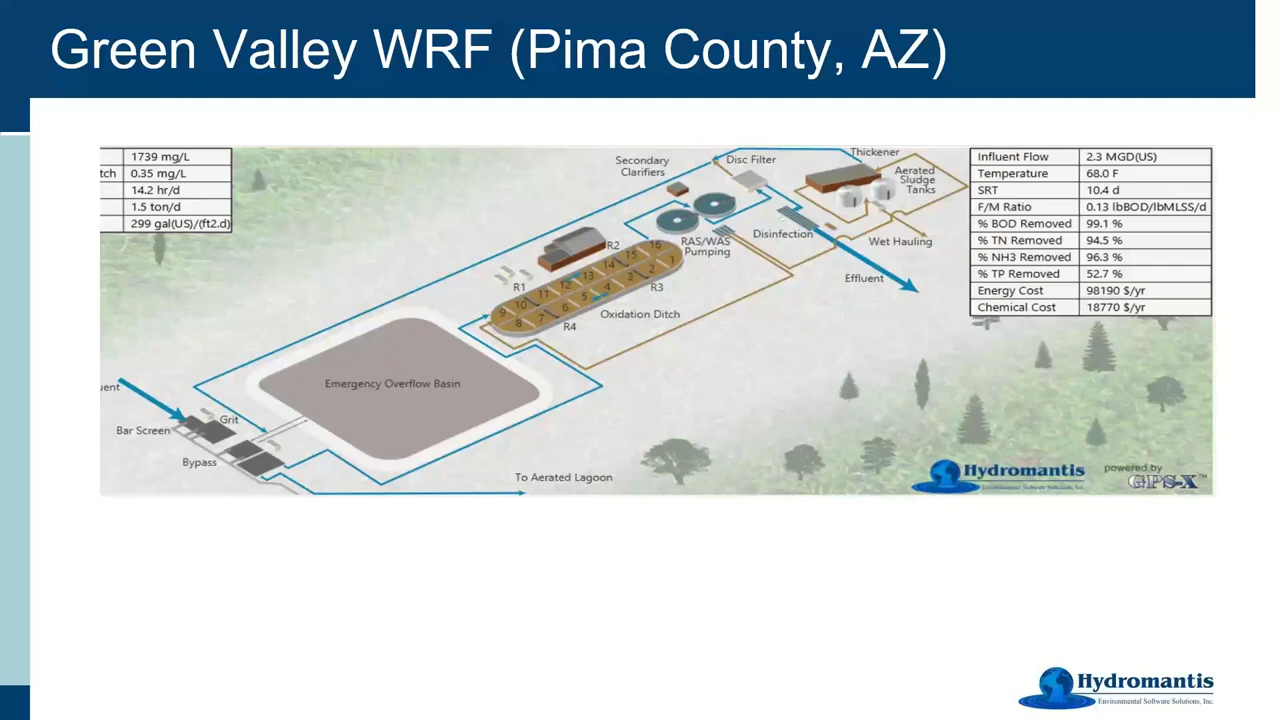 Green Valley WRF (Pima County, AZ)
1739 mg/L
tch 0.35 mg/L
14.2 hr/d
1.5 ton/d
299 gal(US)/(ft2.d)
Secondary
Clarifiers
Disc Filter
Thickener
Aerated
Sludge
Tanks
Influent Flow 2.3 MGD(US)
Temperature 68.0 F
SRT 10.4 d
F/M Ratio 0.13 lbBOD/lbMLSS/d
% BOD Removed 99.1 %
% TN Removed 94.5 %
% NH3 Removed 96.3 %
% TP Removed 52.7 %
Energy Cost 98190 $/yr
Chemical Cost 18770 $/yr
RAS/WAS
Pumping
Disinfection
Wet Hauling
Effluent
R2
R1
16
15
14
13
12
11
10
9
8
7
6
5
4
3
2
1
R3
R4
Oxidation Ditch
Emergency Overflow Basin
uent
Grit
Bar Screen
Bypass
To Aerated Lagoon
Hydromantis
Environmental Software Solutions, Inc.
powered by
GPS-X™
Hydromantis
Environmental Software Solutions, Inc.